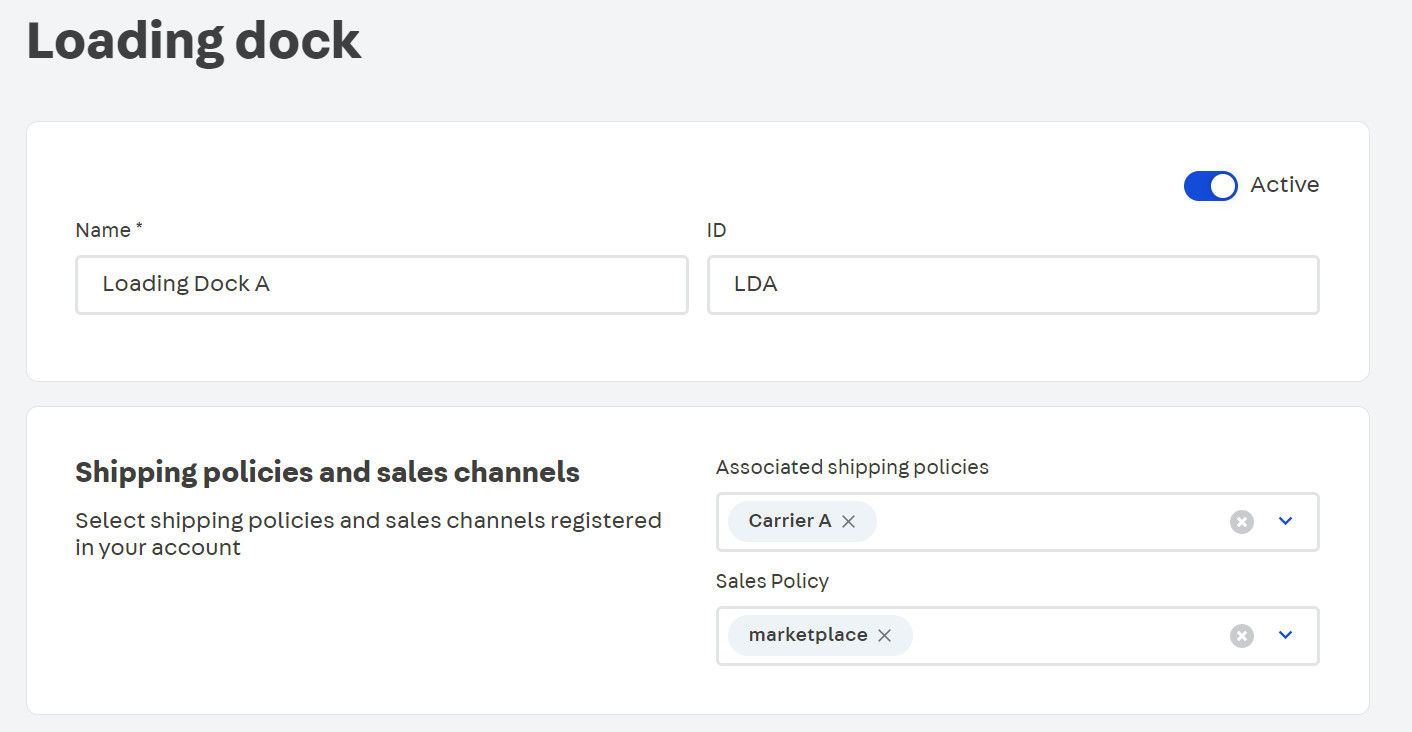 Loading dock
Active
Name *
ID
Loading Dock A
LDA
Shipping policies and sales channels
Select shipping policies and sales channels registered
in your account
Associated shipping policies
Carrier A
Sales Policy
marketplace